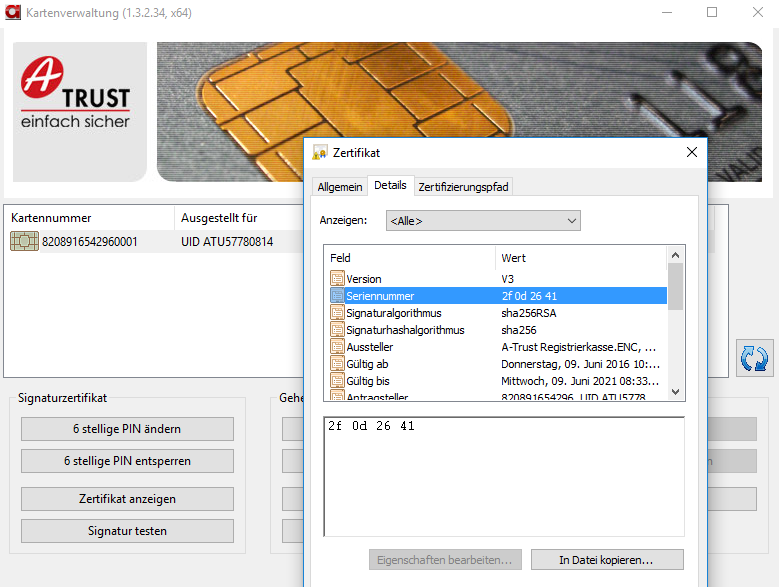 Kartenverwaltung (1.3.2.34, x64)
A
TRUST
einfach sicher
VALID
Zertifikat
Allgemein Details Zertifizierungspfad
Anzeigen: <Alle>
Kartennummer Ausgestellt für
8208916542960001 UID ATU57780814
Feld Wert
Version V3
Seriennummer 2f 0d 26 41
Signaturalgorithmus sha256RSA
Signaturhashalgorithmus sha256
Aussteller A-Trust Registrierkasse.ENC, ...
Gültig ab Donnerstag, 09. Juni 2016 10:...
Gültig bis Mittwoch, 09. Juni 2021 08:33...
Antragsteller 820891654296, UID ATU5778...
2f 0d 26 41
Signaturzertifikat
Gehe
6 stellige PIN ändern
6 stellige PIN entsperren
Zertifikat anzeigen
Signatur testen
Eigenschaften bearbeiten... In Datei kopieren...